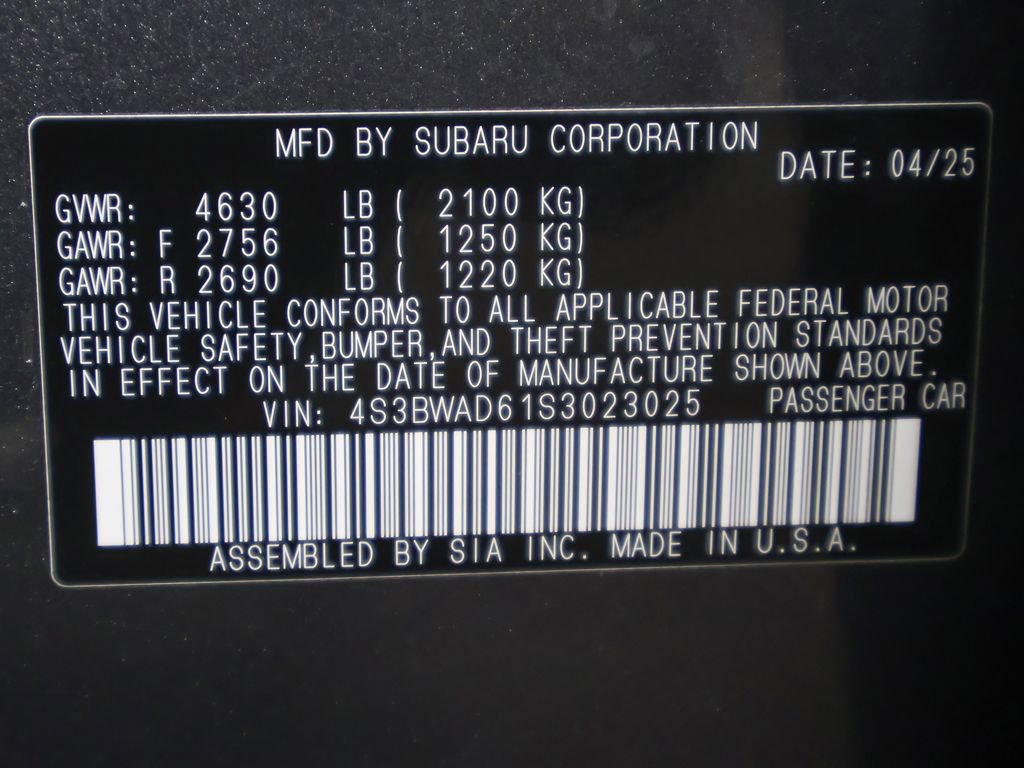 MFD BY SUBARU CORPORATION
DATE: 04/25
GVWR: 4630 LB ( 2100 KG)
GAWR: F 2756 LB ( 1250 KG)
GAWR: R 2690 LB ( 1220 KG)
THIS VEHICLE CONFORMS TO ALL APPLICABLE FEDERAL MOTOR
VEHICLE SAFETY,BUMPER,AND THEFT PREVENTION STANDARDS
IN EFFECT ON THE DATE OF MANUFACTURE SHOWN ABOVE.
VIN: 4S3BWAD61S3023025 PASSENGER CAR
ASSEMBLED BY SIA INC. MADE IN U.S.A.